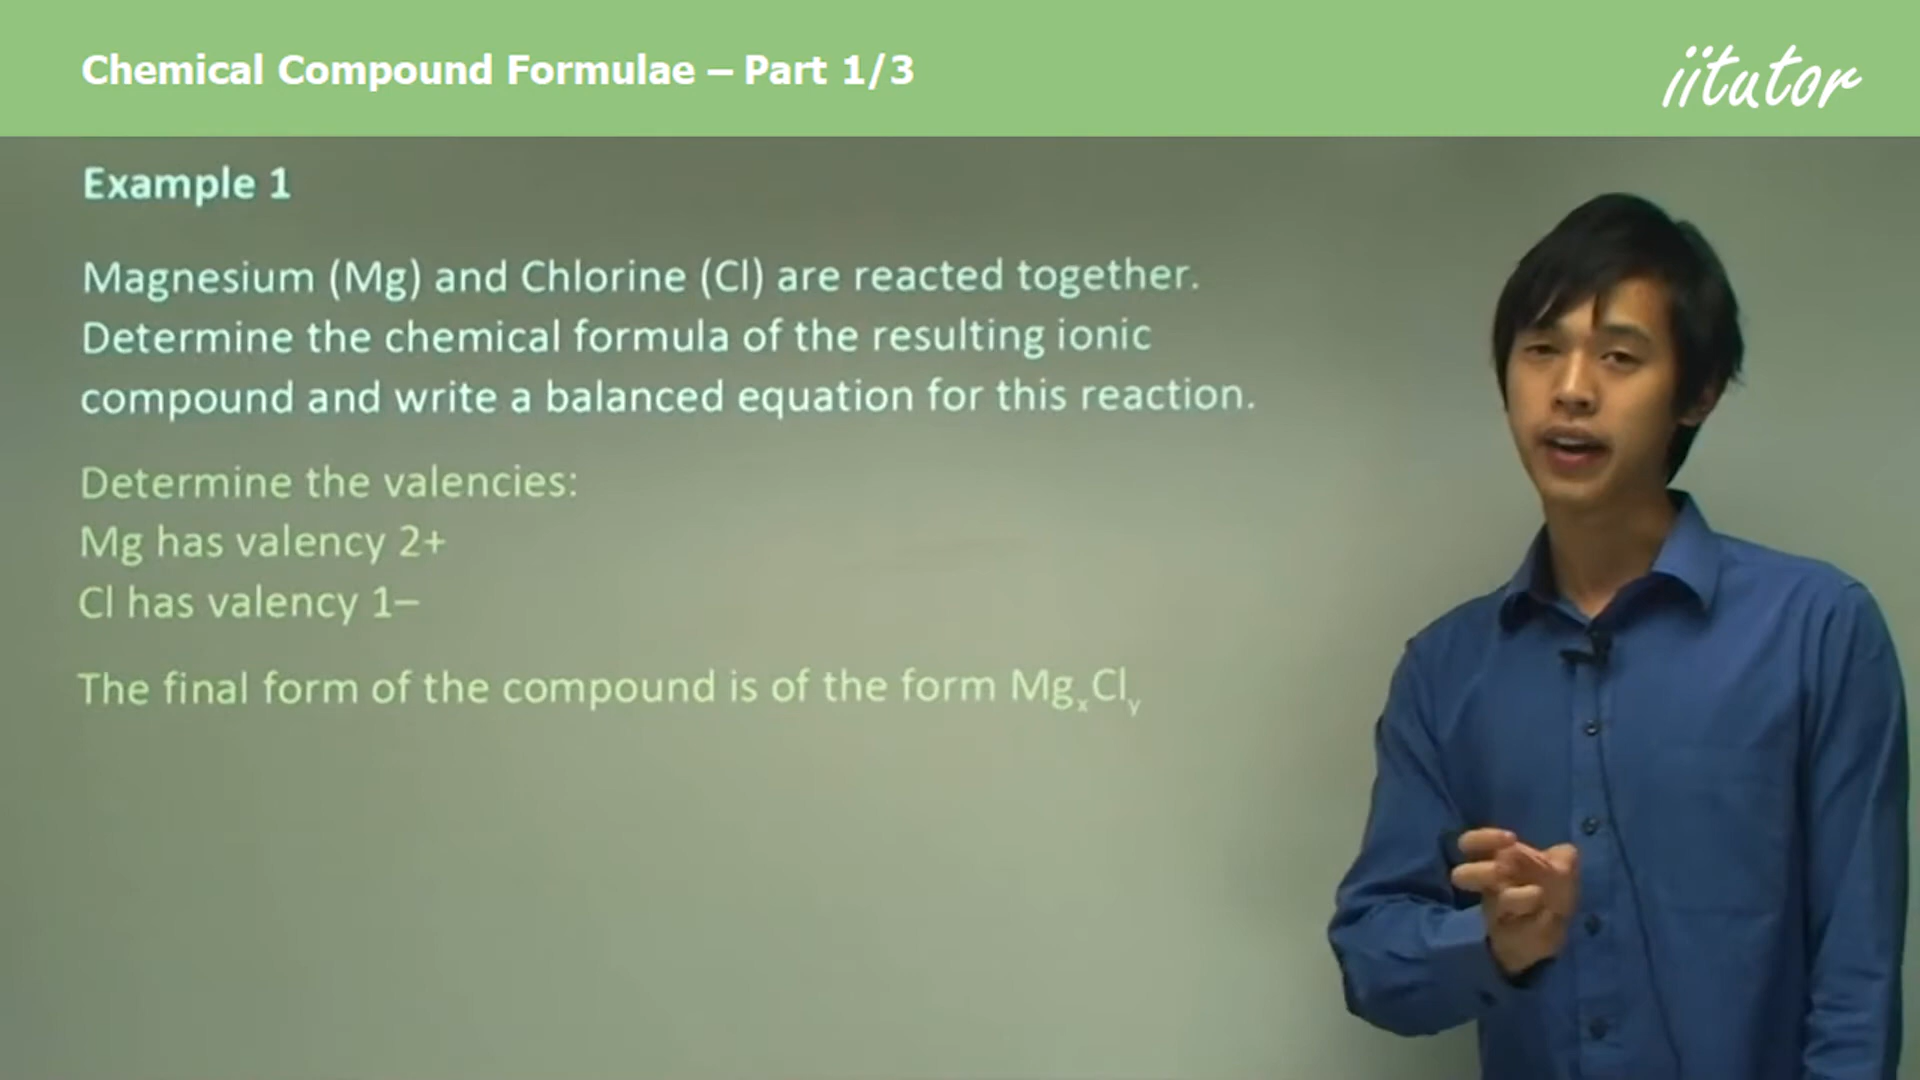 Chemical Compound Formulae – Part 1/3
iitutor
Example 1
Magnesium (Mg) and Chlorine (Cl) are reacted together.
Determine the chemical formula of the resulting ionic
compound and write a balanced equation for this reaction.
Determine the valencies:
Mg has valency 2+
Cl has valency 1–
The final form of the compound is of the form MgₓClᵧ